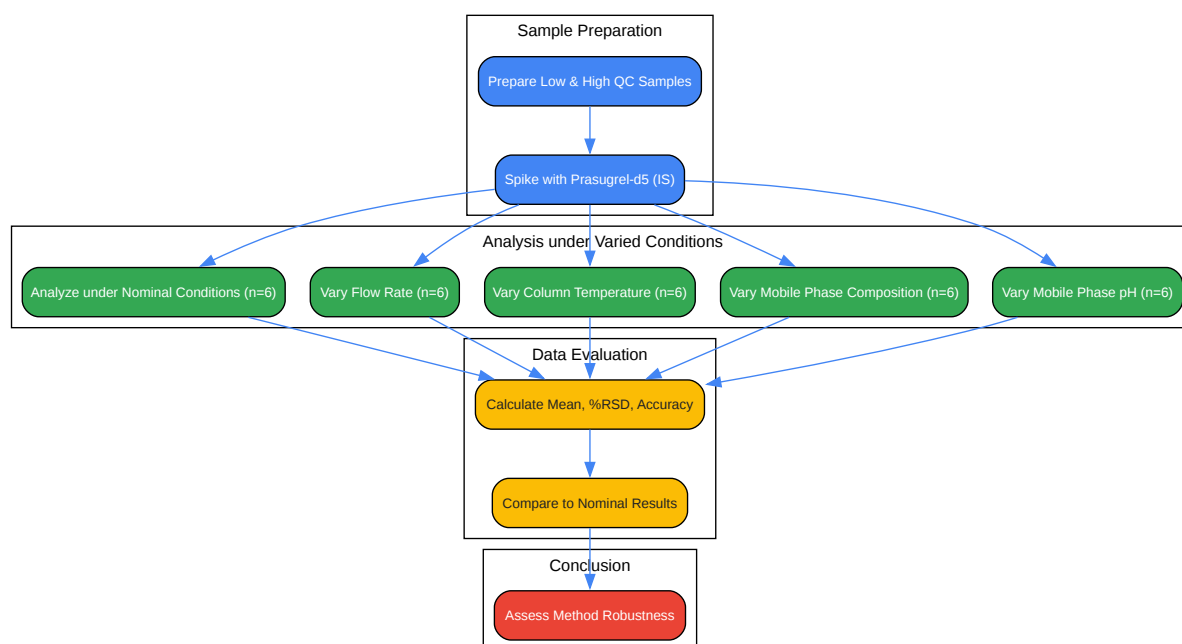 Sample Preparation
Prepare Low & High QC Samples
Spike with Prasugrel-d5 (IS)
Analysis under Varied Conditions
Analyze under Nominal Conditions (n=6)
Vary Flow Rate (n=6)
Vary Column Temperature (n=6)
Vary Mobile Phase Composition (n=6)
Vary Mobile Phase pH (n=6)
Data Evaluation
Calculate Mean, %RSD, Accuracy
Compare to Nominal Results
Conclusion
Assess Method Robustness